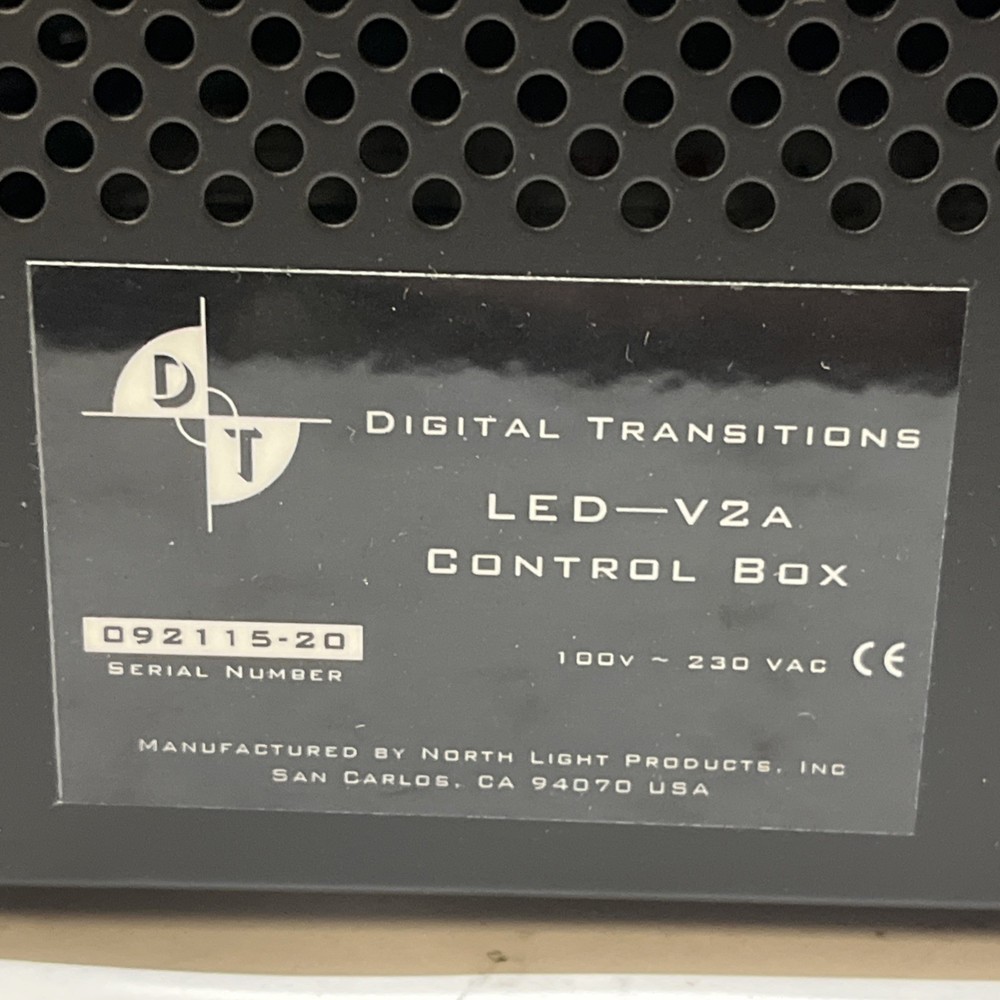 DT
DIGITAL TRANSITIONS
LED—V2A
CONTROL BOX
092115-20
SERIAL NUMBER
100V ~ 230 VAC CE
MANUFACTURED BY NORTH LIGHT PRODUCTS, INC
SAN CARLOS, CA 94070 USA